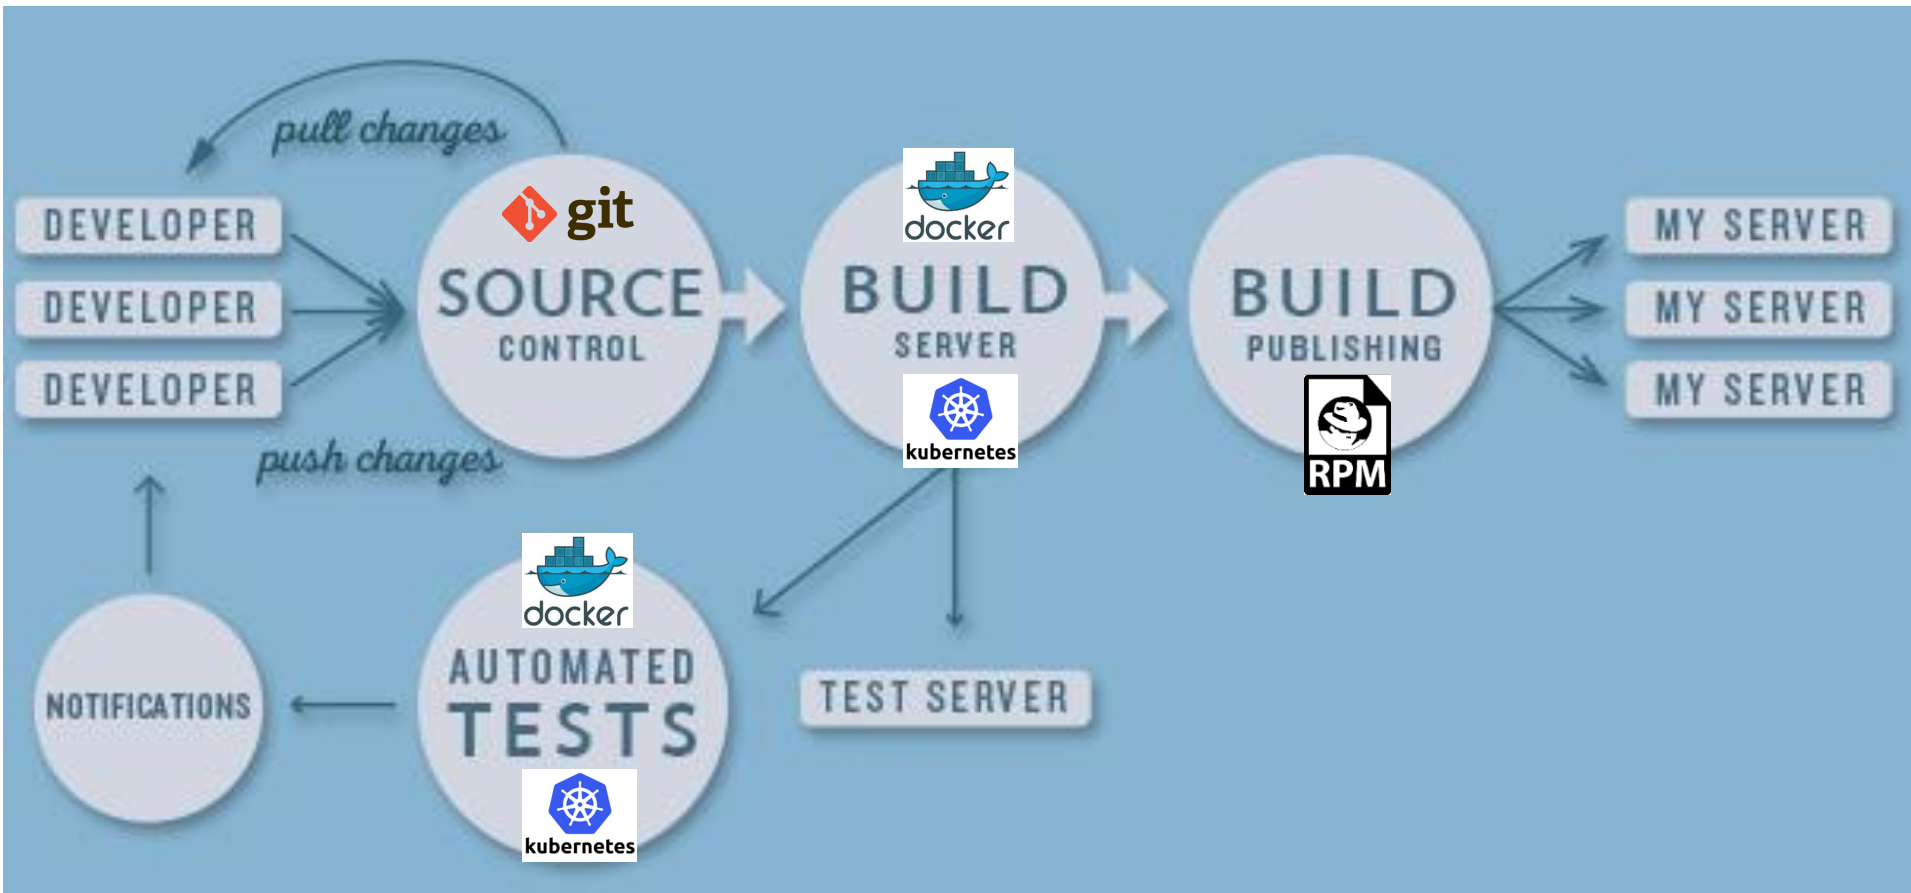 pull changes
DEVELOPER
DEVELOPER
DEVELOPER
push changes
git
SOURCE
CONTROL
docker
BUILD
SERVER
kubernetes
BUILD
PUBLISHING
RPM
MY SERVER
MY SERVER
MY SERVER
NOTIFICATIONS
docker
AUTOMATED
TESTS
kubernetes
TEST SERVER